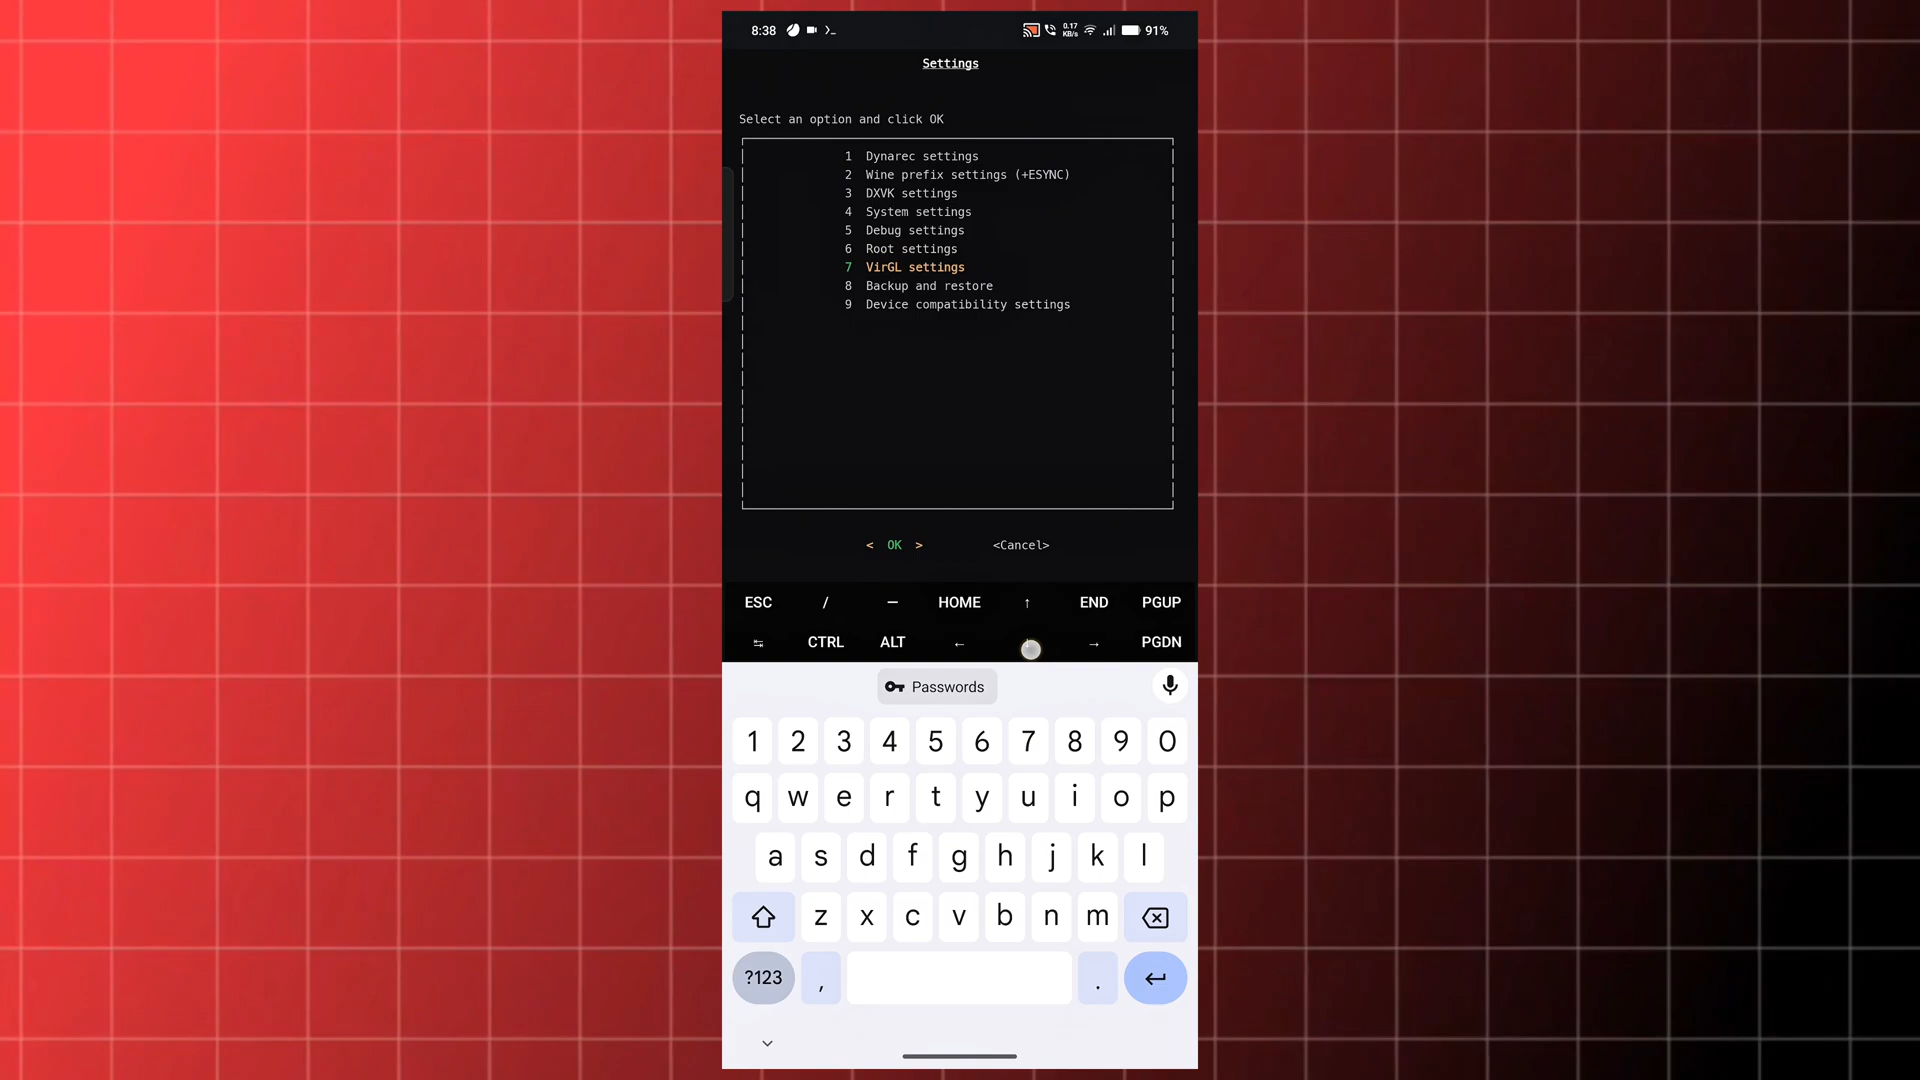 8:38 0.17 KB/s 91%
Settings
Select an option and click OK
1 Dynarec settings
2 Wine prefix settings (+ESYNC)
3 DXVK settings
4 System settings
5 Debug settings
6 Root settings
7 VirGL settings
8 Backup and restore
9 Device compatibility settings
< OK > <Cancel>
ESC / — HOME ↑ END PGUP
↹ CTRL ALT ← → PGDN
Passwords
1 2 3 4 5 6 7 8 9 0
q w e r t y u i o p
a s d f g h j k l
z x c v b n m
?123 , .